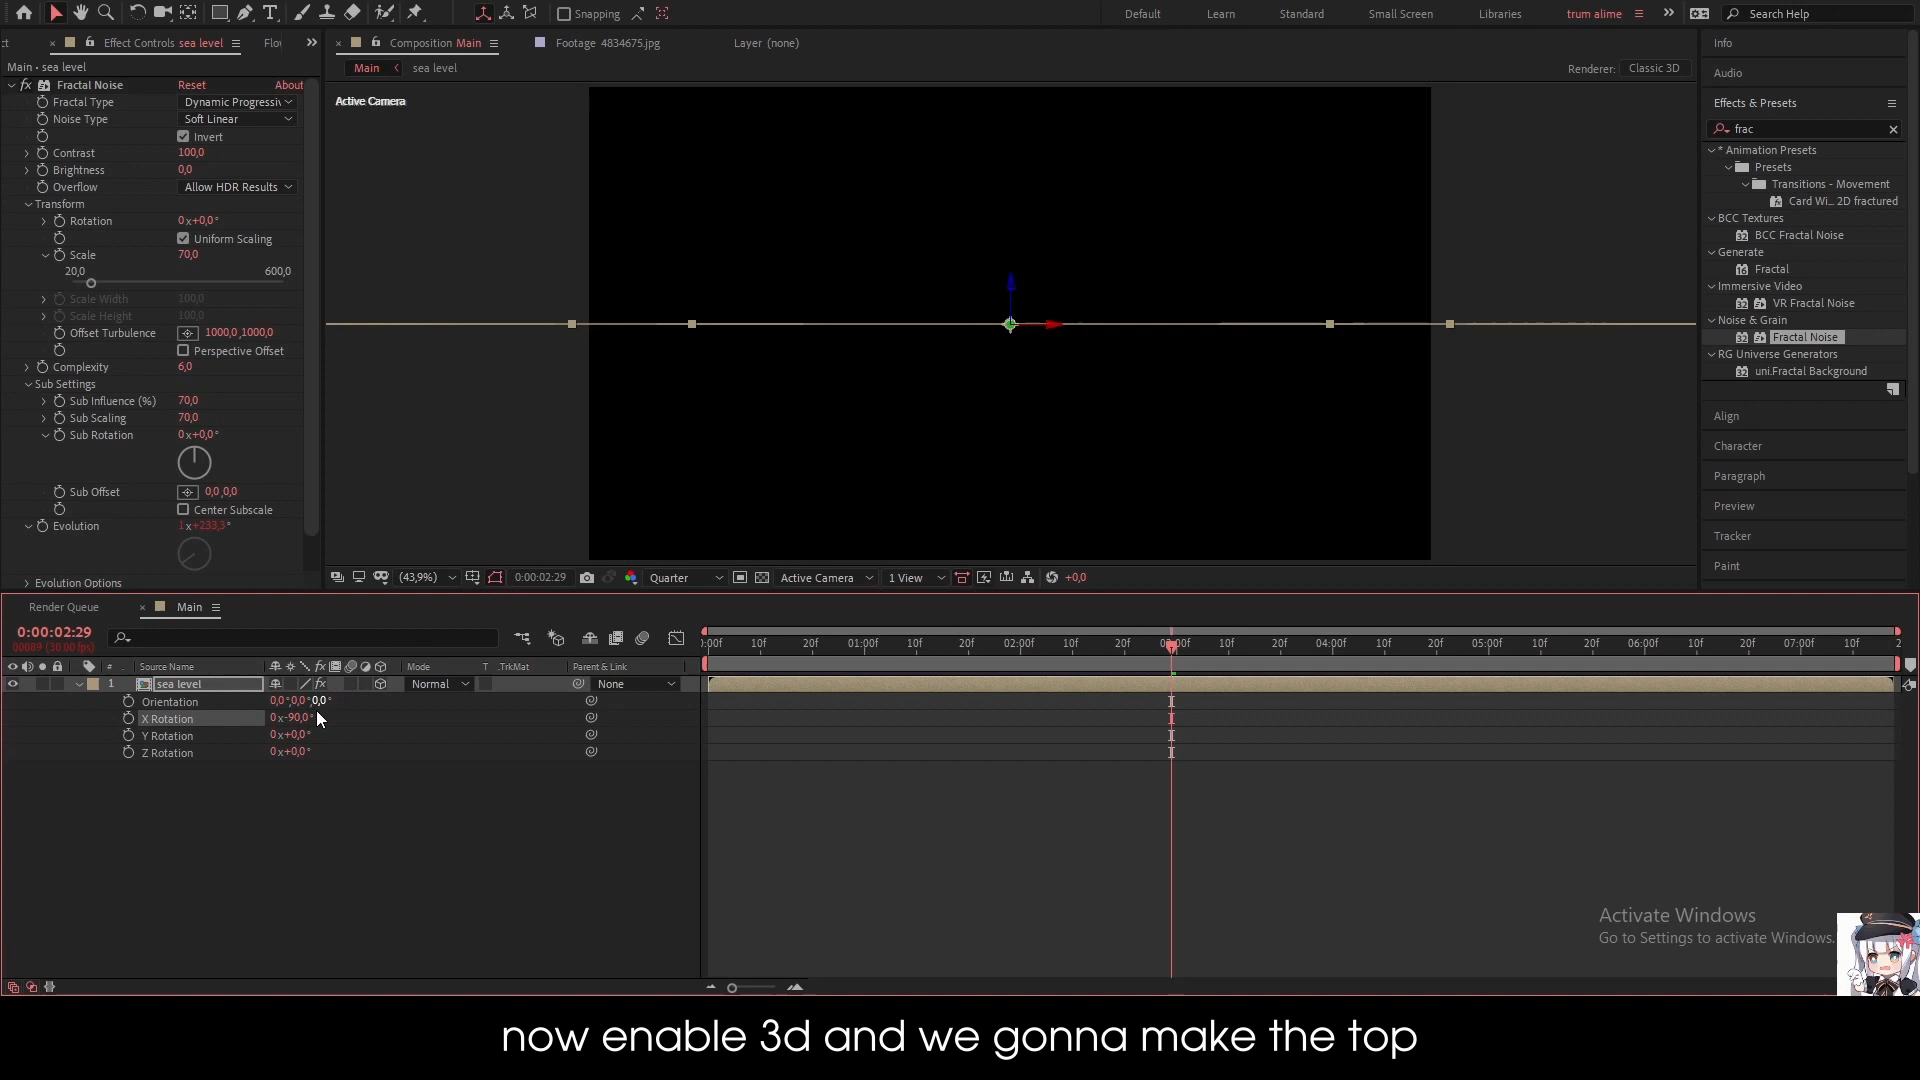 Snapping
Default
Learn
Standard
Small Screen
Libraries
trum alime
Search Help
Effect Controls sea level
Composition Main
Footage 4834675.jpg
Layer (none)
Info
Main • sea level
Main
sea level
Renderer:
Classic 3D
Audio
Fractal Noise
Reset
About
Active Camera
Effects & Presets
Fractal Type
Dynamic Progressiv
Noise Type
Soft Linear
frac
Invert
* Animation Presets
Contrast
100,0
Presets
Brightness
0,0
Transitions - Movement
Overflow
Allow HDR Results
Card Wi... 2D fractured
Transform
BCC Textures
Rotation
0x+0,0°
BCC Fractal Noise
Uniform Scaling
Generate
Scale
70,0
Fractal
20,0
600,0
Immersive Video
Scale Width
100,0
VR Fractal Noise
Scale Height
100,0
Noise & Grain
Offset Turbulence
1000,0,1000,0
Fractal Noise
Perspective Offset
RG Universe Generators
Complexity
6,0
uni.Fractal Background
Sub Settings
Sub Influence (%)
70,0
Sub Scaling
70,0
Align
Sub Rotation
0x+0,0°
Character
Paragraph
Sub Offset
0,0,0,0
Center Subscale
Preview
Evolution
1x+233,3°
Tracker
Paint
Evolution Options
(43,9%)
0:00:02:29
Quarter
Active Camera
1 View
+0,0
Render Queue
Main
0:00:02:29
00089 (30.00 fps)
:00f
10f
20f
01:00f
10f
20f
02:00f
10f
20f
10f
20f
04:00f
10f
20f
05:00f
10f
20f
06:00f
10f
20f
07:00f
10f
2
#
Source Name
Mode
T
.TrkMat
Parent & Link
1
sea level
Normal
None
Orientation
0,0°,0,0°,0,0°
X Rotation
0x-90,0°
Y Rotation
0x+0,0°
Z Rotation
0x+0,0°
Activate Windows
Go to Settings to activate Windows.
now enable 3d and we gonna make the top